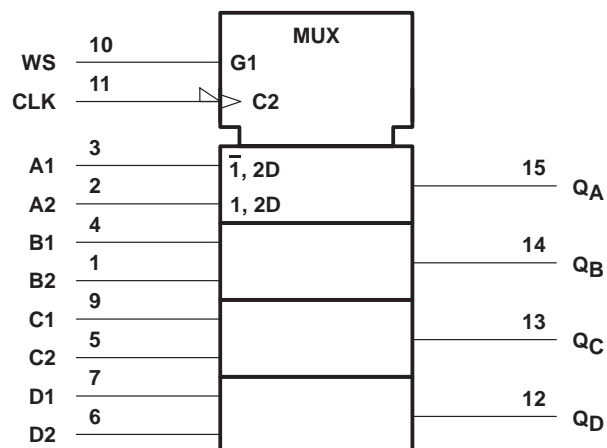 MUX
WS 10 G1
CLK 11 C2
A1 3 1̅, 2D
15 QA
A2 2 1, 2D
B1 4
14 QB
B2 1
C1 9
13 QC
C2 5
D1 7
12 QD
D2 6